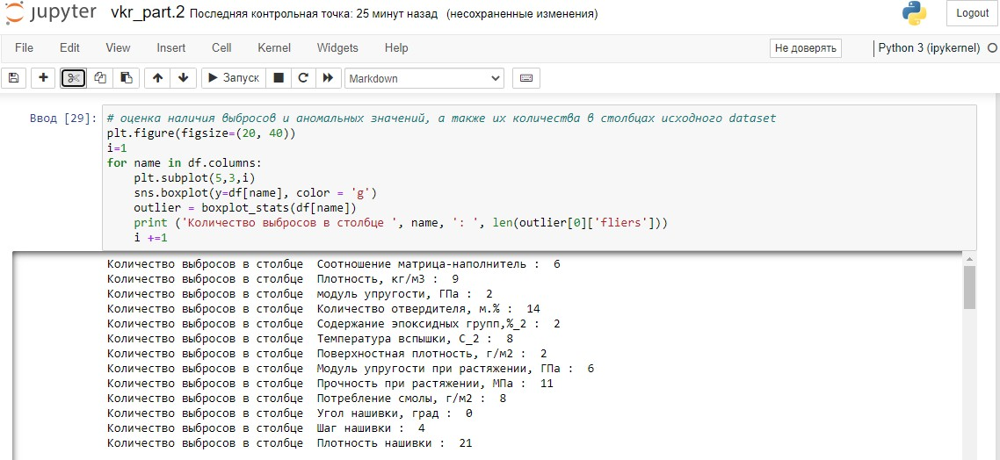 jupyter vkr_part.2 Последняя контрольная точка: 25 минут назад (несохраненные изменения)
Logout
File Edit View Insert Cell Kernel Widgets Help
Не доверять
Python 3 (ipykernel)
Запуск
Markdown
Ввод [29]:
# оценка наличия выбросов и аномальных значений, а также их количества в столбцах исходного dataset
plt.figure(figsize=(20, 40))
i=1
for name in df.columns:
    plt.subplot(5,3,i)
    sns.boxplot(y=df[name], color = 'g')
    outlier = boxplot_stats(df[name])
    print ('Количество выбросов в столбце ', name, ': ', len(outlier[0]['fliers']))
    i +=1
Количество выбросов в столбце  Соотношение матрица-наполнитель :  6
Количество выбросов в столбце  Плотность, кг/м3 :  9
Количество выбросов в столбце  модуль упругости, ГПа :  2
Количество выбросов в столбце  Количество отвердителя, м.% :  14
Количество выбросов в столбце  Содержание эпоксидных групп,%_2 :  2
Количество выбросов в столбце  Температура вспышки, С_2 :  8
Количество выбросов в столбце  Поверхностная плотность, г/м2 :  2
Количество выбросов в столбце  Модуль упругости при растяжении, ГПа :  6
Количество выбросов в столбце  Прочность при растяжении, МПа :  11
Количество выбросов в столбце  Потребление смолы, г/м2 :  8
Количество выбросов в столбце  Угол нашивки, град :  0
Количество выбросов в столбце  Шаг нашивки :  4
Количество выбросов в столбце  Плотность нашивки :  21